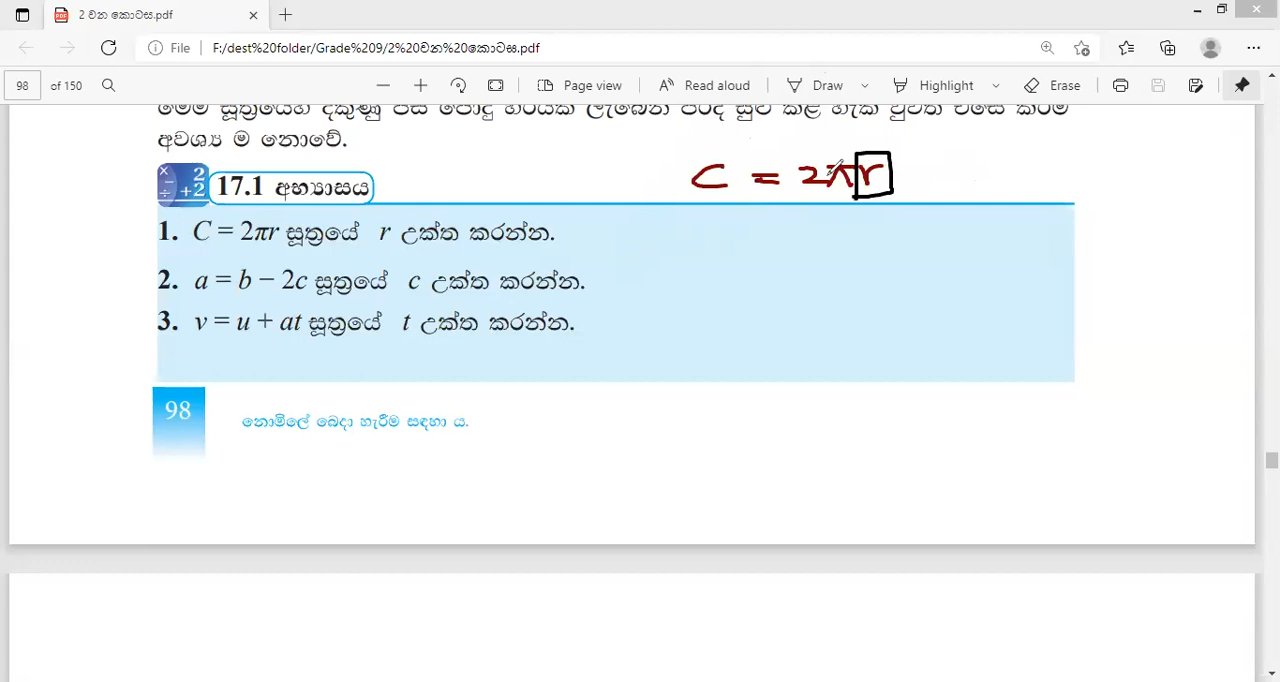 2 වන කොටස.pdf
File F:/dest%20folder/Grade%209/2%20වන%20කොටස.pdf
98 of 150 Page view Read aloud Draw Highlight Erase
අවශ්‍ය ම නොවේ.
17.1 අභ්‍යාසය
C = 2πr
1. C = 2πr සූත්‍රයේ r උක්ත කරන්න.
2. a = b − 2c සූත්‍රයේ c උක්ත කරන්න.
3. v = u + at සූත්‍රයේ t උක්ත කරන්න.
98 නොමිලේ බෙදා හැරීම සඳහා ය.